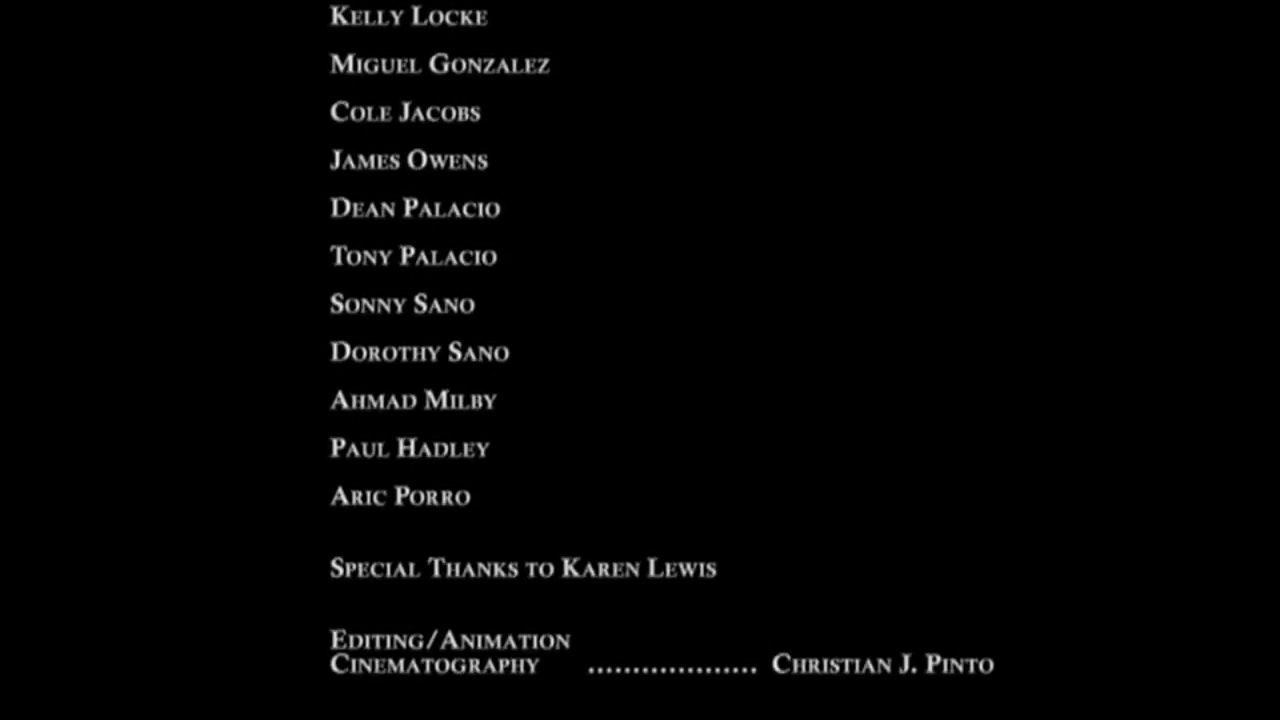 Kelly Locke
Miguel Gonzalez
Cole Jacobs
James Owens
Dean Palacio
Tony Palacio
Sonny Sano
Dorothy Sano
Ahmad Milby
Paul Hadley
Aric Porro
Special Thanks to Karen Lewis
Editing/Animation
Cinematography ................... Christian J. Pinto